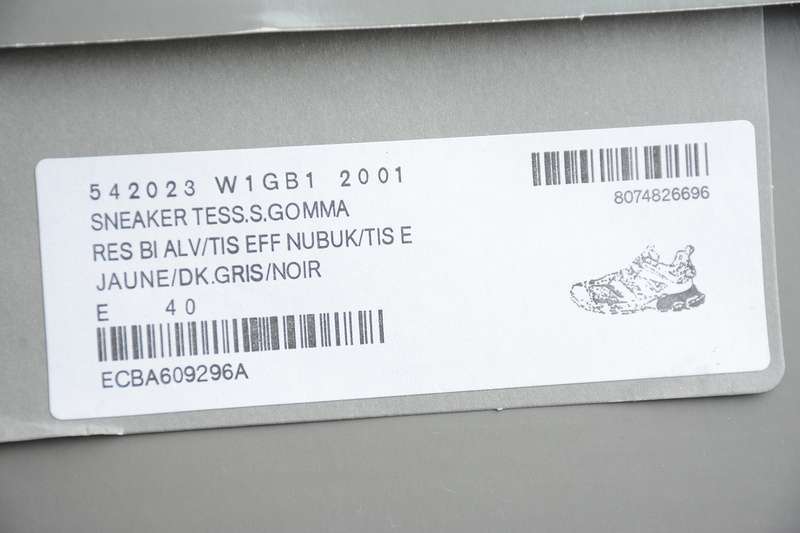 542023 W1GB1 2001
8074826696
SNEAKER TESS.S.GOMMA
RES BI ALV/TIS EFF NUBUK/TIS E
JAUNE/DK.GRIS/NOIR
E 40
ECBA609296A